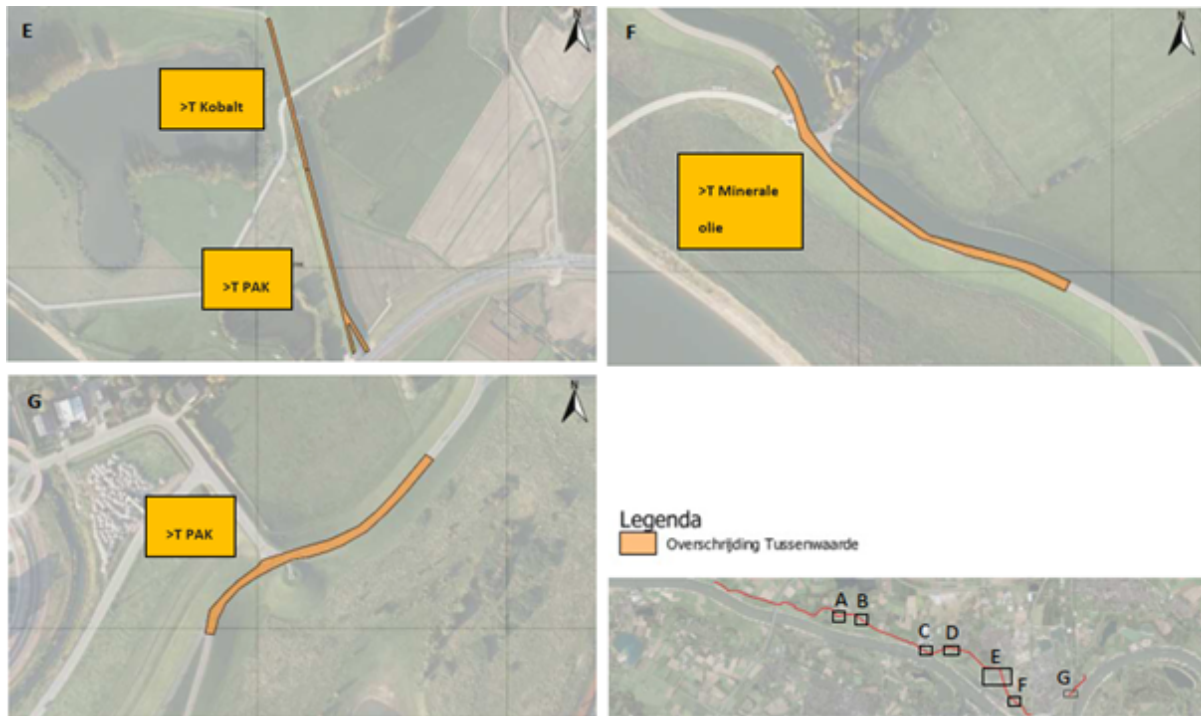 E
N
>T Kobalt
>T PAK
F
N
>T Minerale
olie
G
N
>T PAK
Legenda
Overschrijding Tussenwaarde
A B
C D
E
F
G